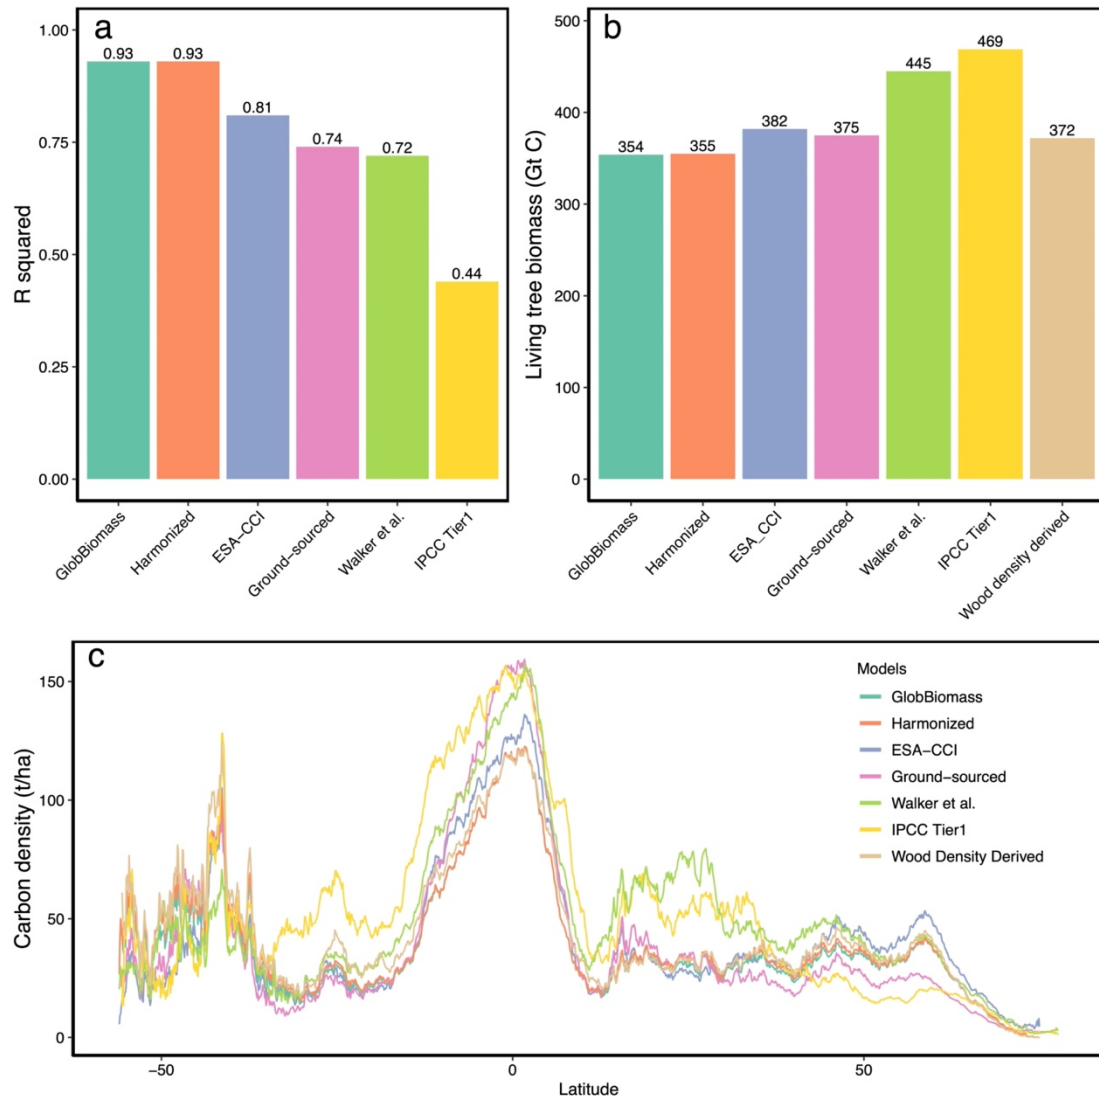 a
1.00
0.75
0.50
0.25
0.00
R squared
0.93
0.93
0.81
0.74
0.72
0.44
GlobBiomass
Harmonized
ESA−CCI
Ground−sourced
Walker et al.
IPCC Tier1
b
500
400
300
200
100
0
Living tree biomass (Gt C)
354
355
382
375
445
469
372
GlobBiomass
Harmonized
ESA_CCI
Ground−sourced
Walker et al.
IPCC Tier1
Wood density derived
c
150
100
50
0
Carbon density (t/ha)
Models
GlobBiomass
Harmonized
ESA−CCI
Ground−sourced
Walker et al.
IPCC Tier1
Wood Density Derived
−50
0
50
Latitude